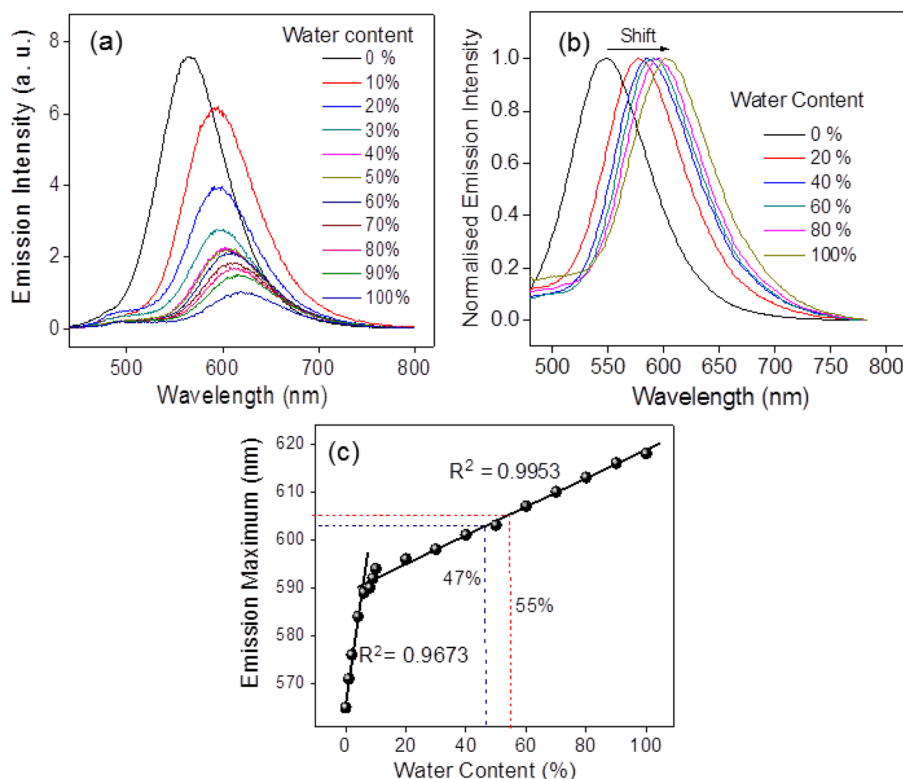 (a)
Water content
0 %
10%
20%
30%
40%
50%
60%
70%
80%
90%
100%
Emission Intensity (a. u.)
8
6
4
2
0
500 600 700 800
Wavelength (nm)
(b)
Shift
Water Content
0 %
20 %
40 %
60 %
80 %
100%
Normalised Emission Intensity
1.0
0.8
0.6
0.4
0.2
0.0
500 550 600 650 700 750 800
Wavelength (nm)
(c)
R² = 0.9953
47%
55%
R² = 0.9673
Emission Maximum (nm)
620
610
600
590
580
570
0 20 40 60 80 100
Water Content (%)